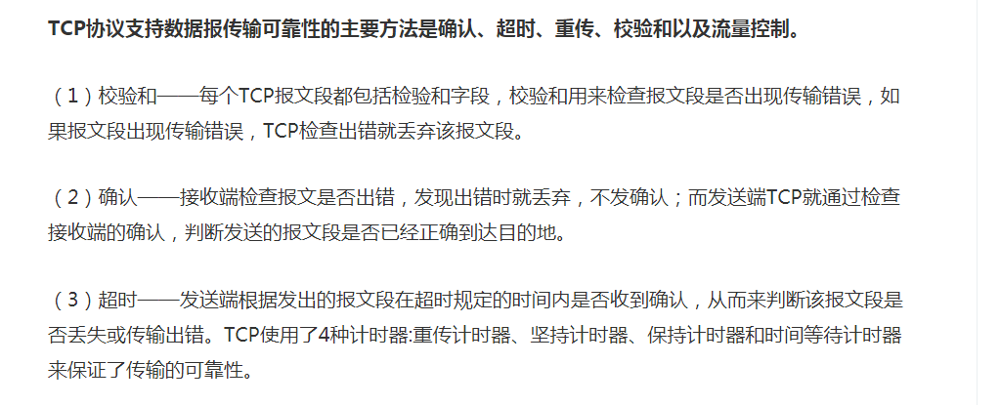 TCP协议支持数据报传输可靠性的主要方法是确认、超时、重传、校验和以及流量控制。
（1）校验和——每个TCP报文段都包括检验和字段，校验和用来检查报文段是否出现传输错误，如
果报文段出现传输错误，TCP检查出错就丢弃该报文段。
（2）确认——接收端检查报文是否出错，发现出错时就丢弃，不发确认；而发送端TCP就通过检查
接收端的确认，判断发送的报文段是否已经正确到达目的地。
（3）超时——发送端根据发出的报文段在超时规定的时间内是否收到确认，从而来判断该报文段是
否丢失或传输出错。TCP使用了4种计时器:重传计时器、坚持计时器、保持计时器和时间等待计时器
来保证了传输的可靠性。